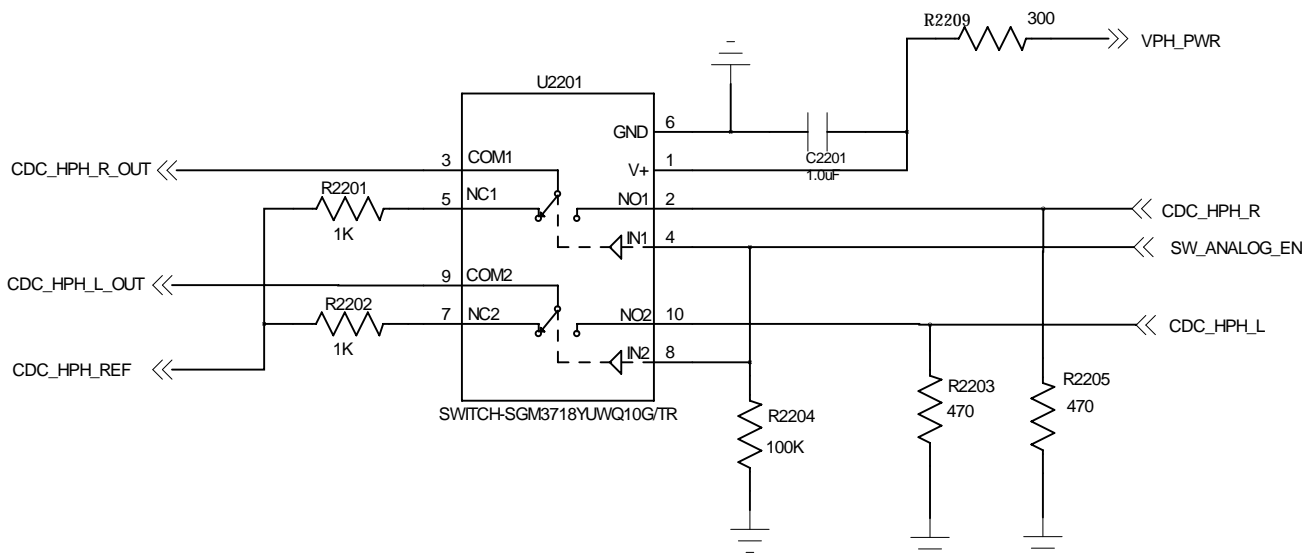 R2209 300
VPH_PWR
U2201
GND 6
C2201
1.0uF
V+ 1
CDC_HPH_R_OUT 3 COM1
R2201
1K
5 NC1
NO1 2
CDC_HPH_R
IN1 4
SW_ANALOG_EN
CDC_HPH_L_OUT 9 COM2
R2202
1K
7 NC2
NO2 10
CDC_HPH_L
IN2 8
CDC_HPH_REF
SWITCH-SGM3718YUWQ10G/TR
R2204
100K
R2203
470
R2205
470